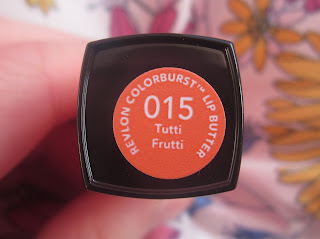 REVLON COLORBURST™ LIP BUTTER
015
Tutti
Frutti